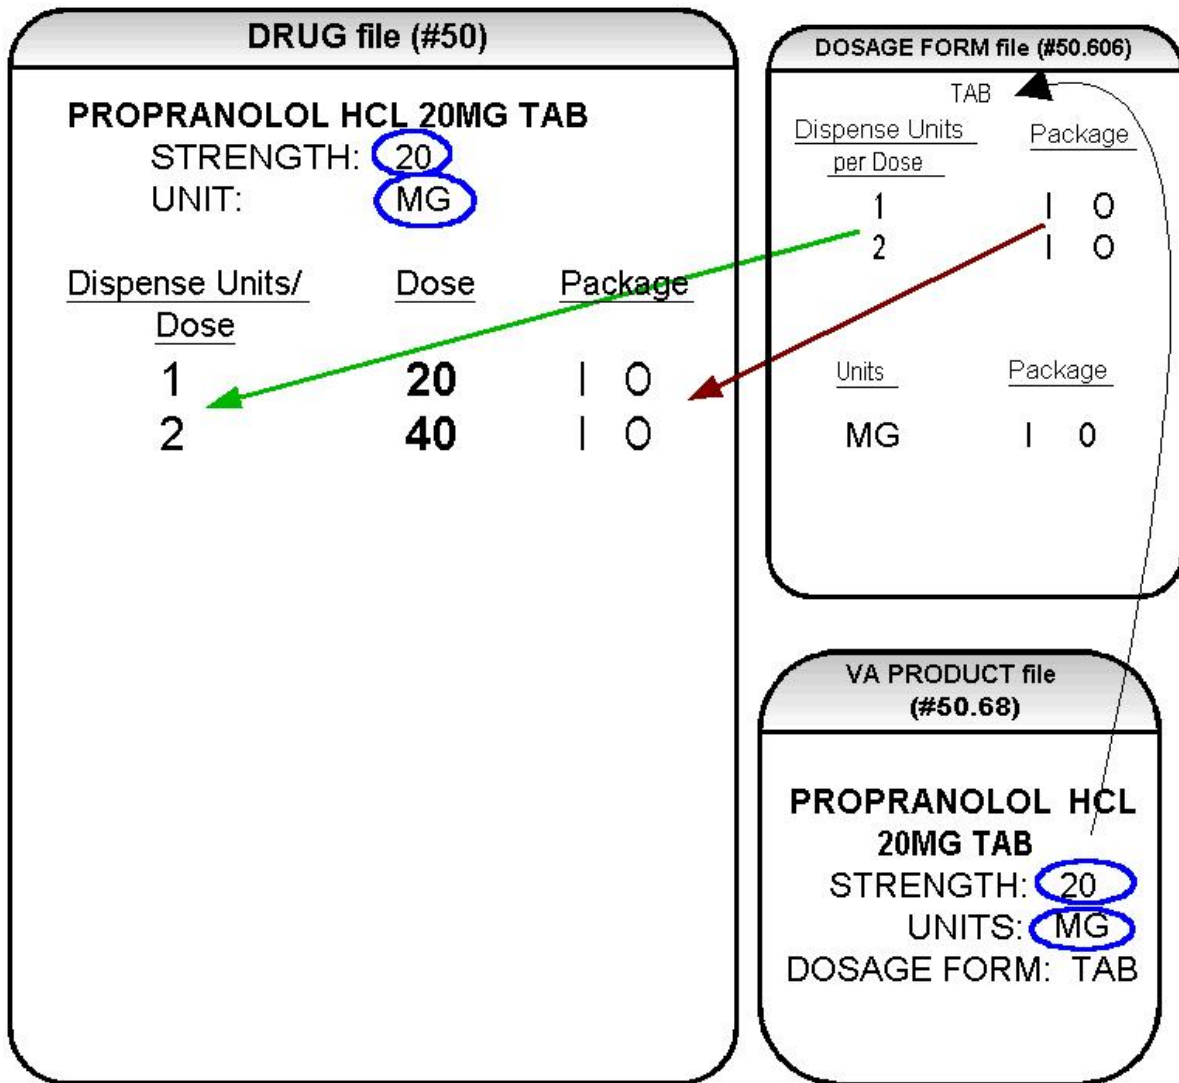 DRUG file (#50)
PROPRANOLOL HCL 20MG TAB
STRENGTH: 20
UNIT: MG
Dispense Units/ Dose Package
Dose
1 20 I O
2 40 I O
DOSAGE FORM file (#50.606)
TAB
Dispense Units Package
per Dose
1 I O
2 I O
Units Package
MG I 0
VA PRODUCT file
(#50.68)
PROPRANOLOL HCL
20MG TAB
STRENGTH: 20
UNITS: MG
DOSAGE FORM: TAB